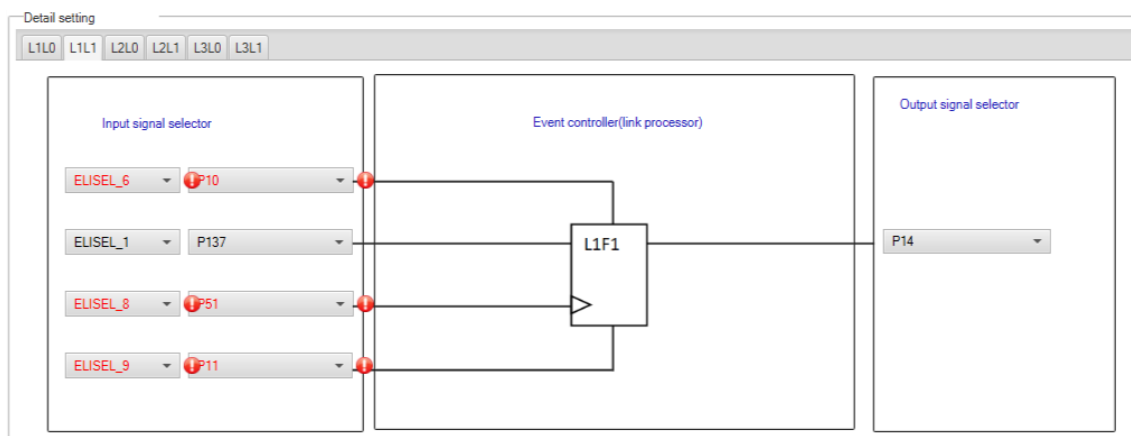 Detail setting
L1L0 L1L1 L2L0 L2L1 L3L0 L3L1
Input signal selector
Event controller(link processor)
Output signal selector
ELISEL_6 P10
ELISEL_1 P137
L1F1
P14
ELISEL_8 P51
ELISEL_9 P11